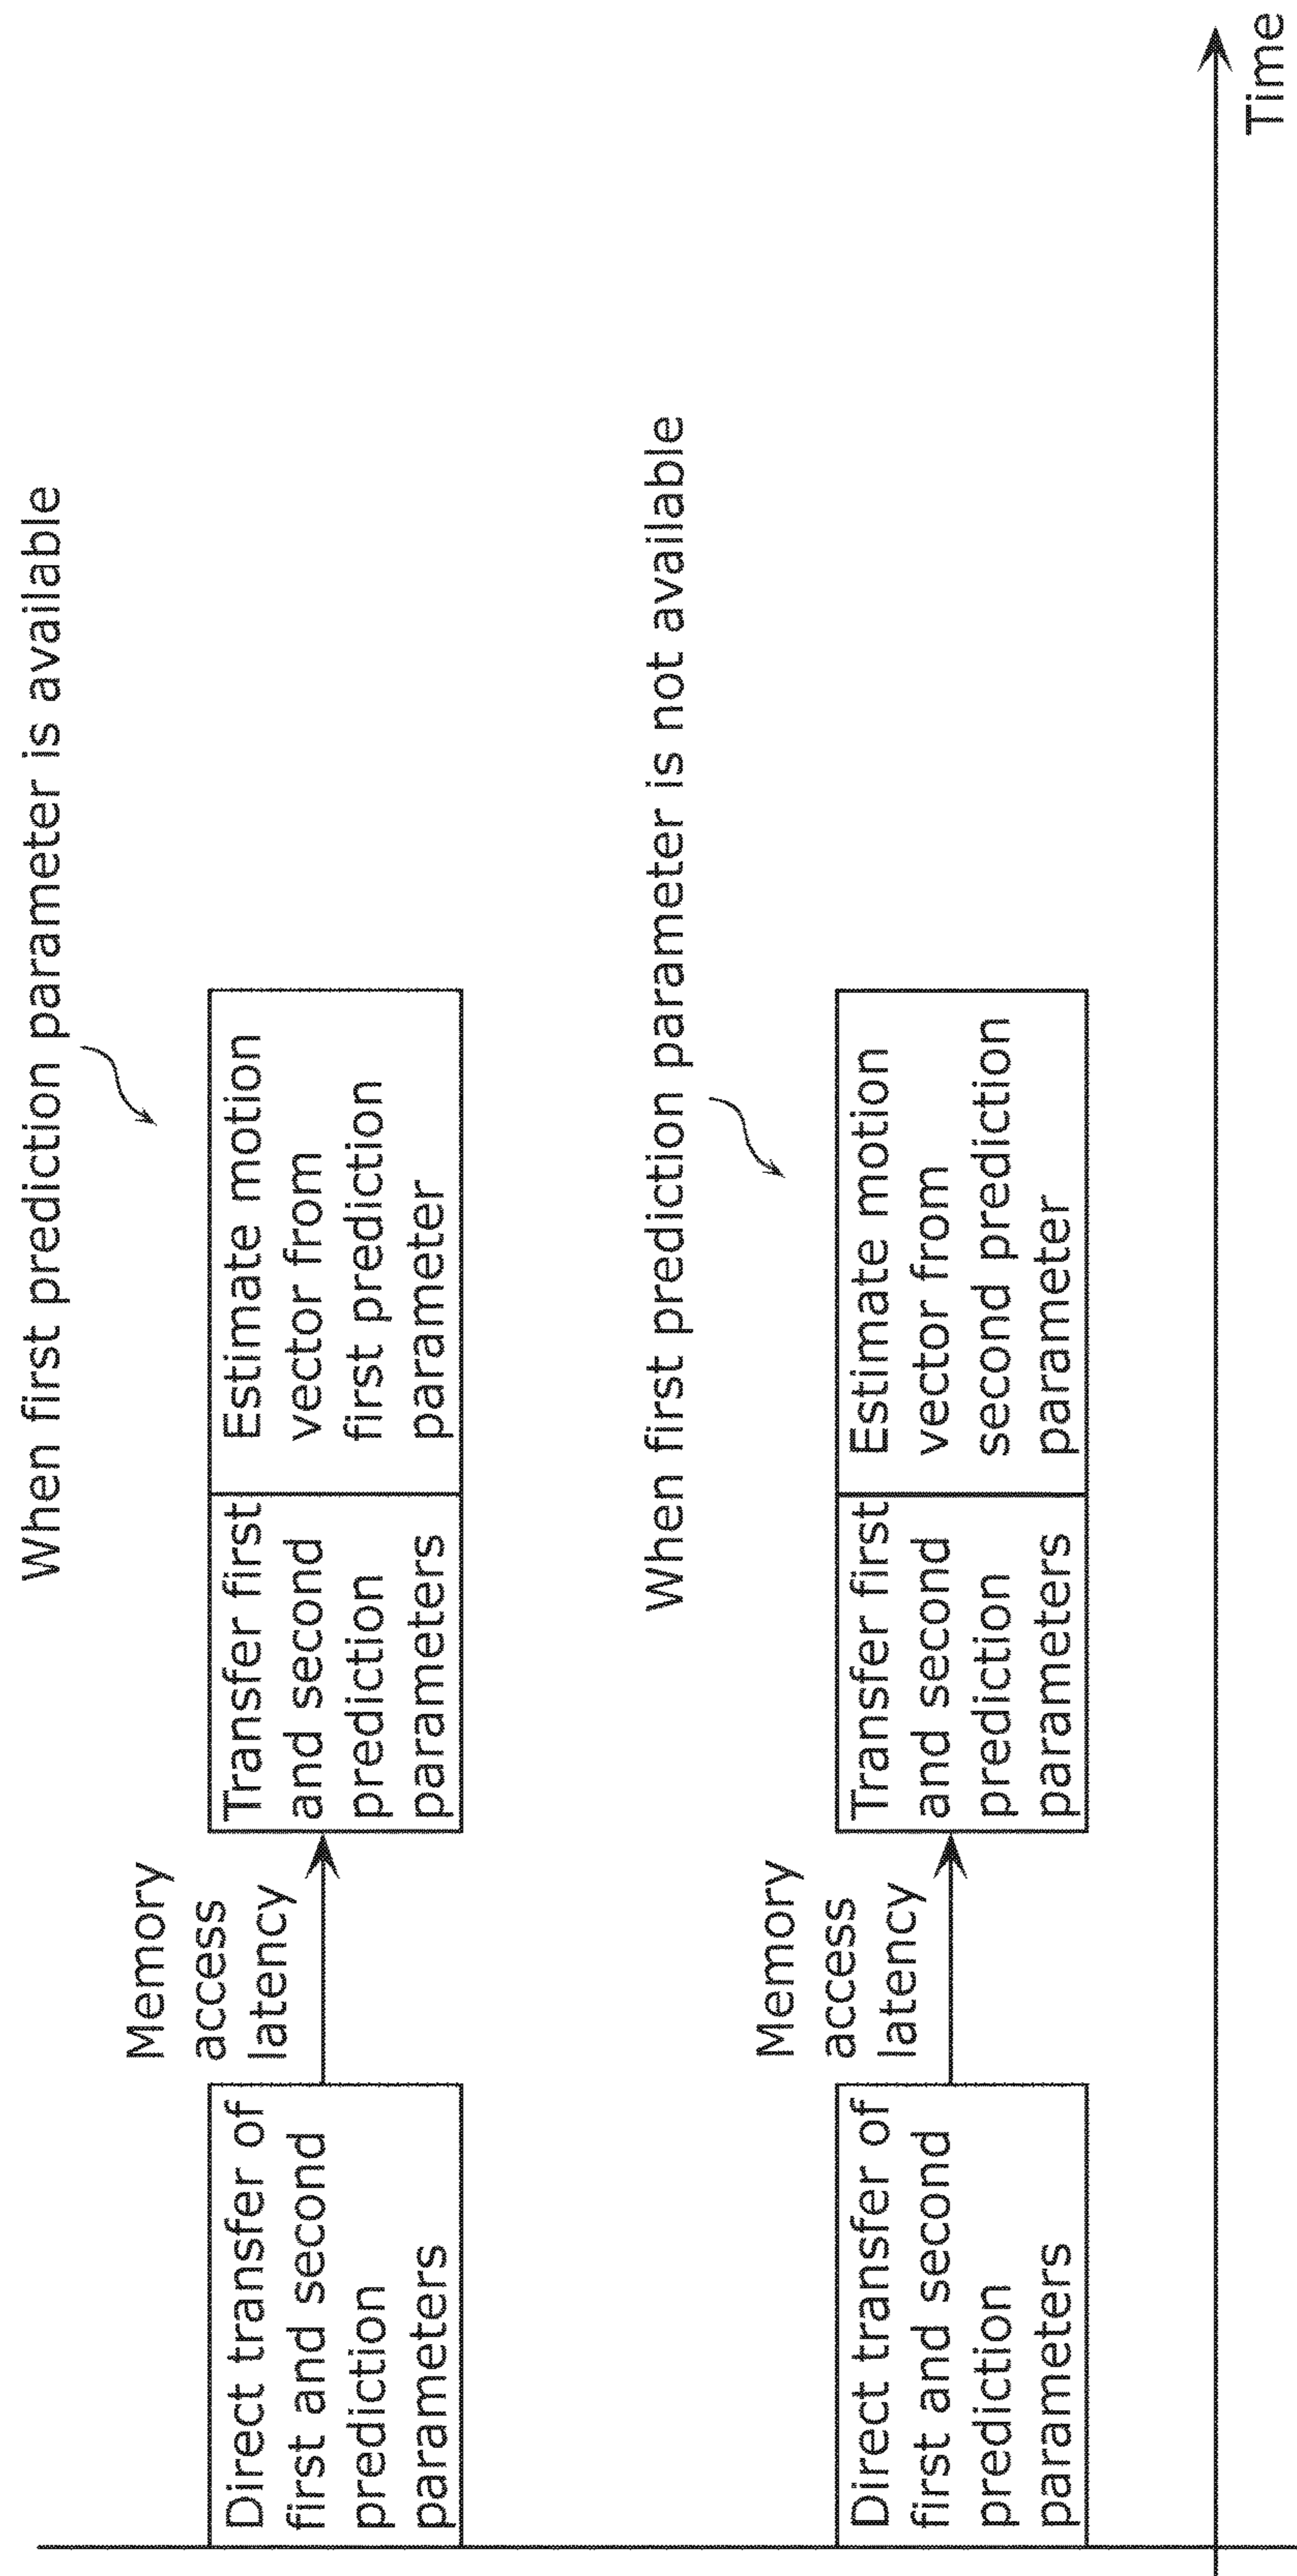 When first prediction parameter is available
Memory
access
latency
Direct transfer of
first and second
prediction
parameters
Transfer first
and second
prediction
parameters
Estimate motion
vector from
first prediction
parameter
When first prediction parameter is not available
Memory
access
latency
Direct transfer of
first and second
prediction
parameters
Transfer first
and second
prediction
parameters
Estimate motion
vector from
second prediction
parameter
Time